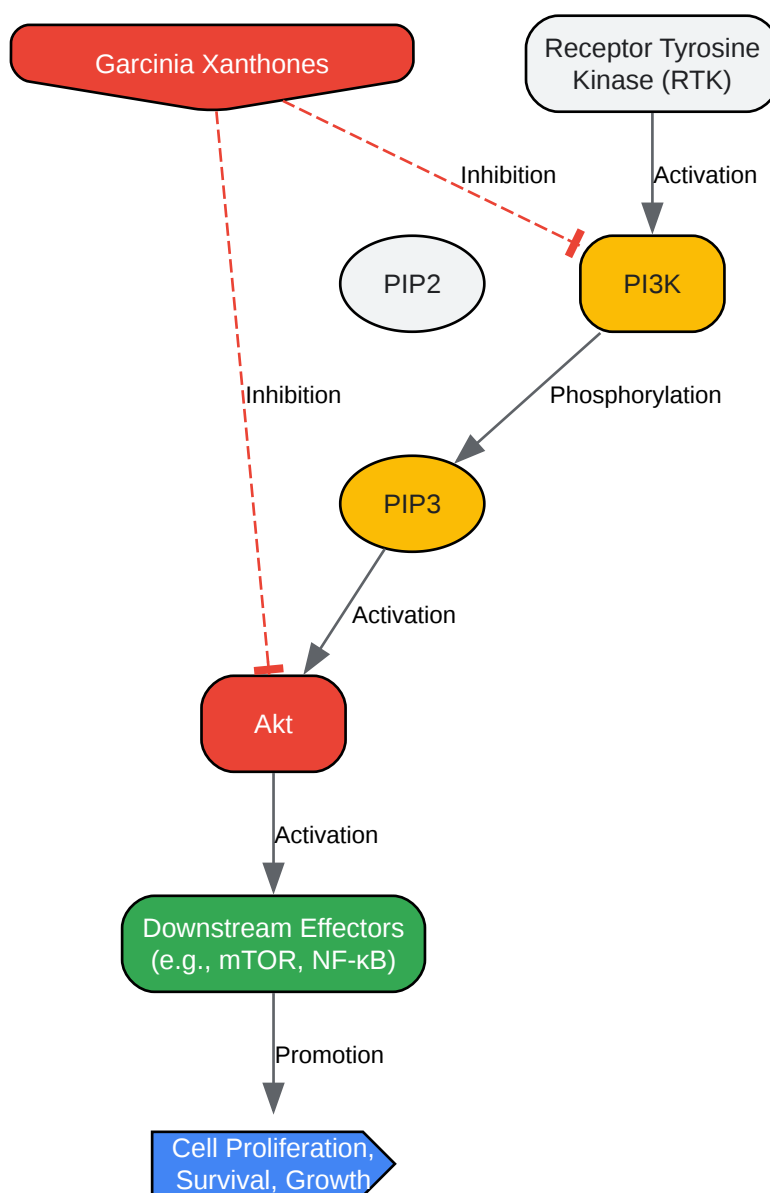 Garcinia Xanthones
Receptor Tyrosine
Kinase (RTK)
Inhibition
Activation
PIP2
PI3K
Inhibition
Phosphorylation
PIP3
Activation
Akt
Activation
Downstream Effectors
(e.g., mTOR, NF-κB)
Promotion
Cell Proliferation,
Survival, Growth